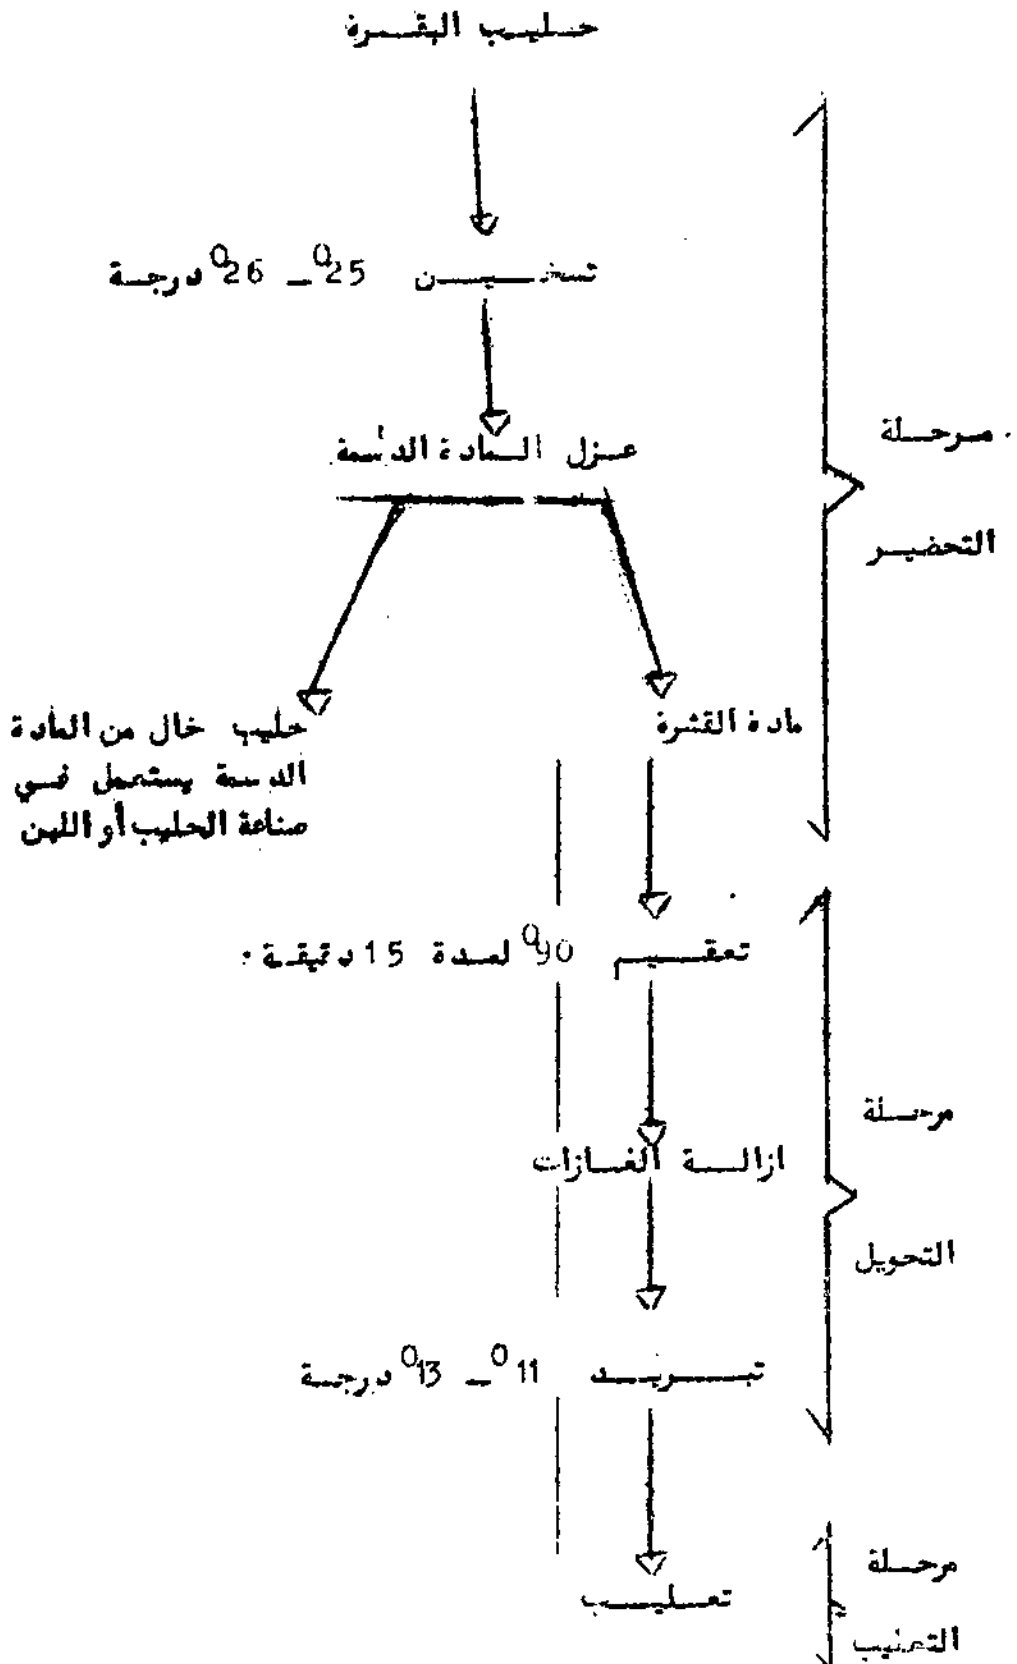 حليب البقرة
تسخين 25° _ 26° درجة
عزل المادة الدسمة
مرحلة
التحضير
مادة القشرة
حليب خال من المادة
الدسمة يستعمل في
صناعة الحليب أو اللبن
تعقيم 90° لمدة 15 دقيقة .
ازالة الغازات
مرحلة
التحويل
تبريد 11° _ 13° درجة
تعليب
مرحلة